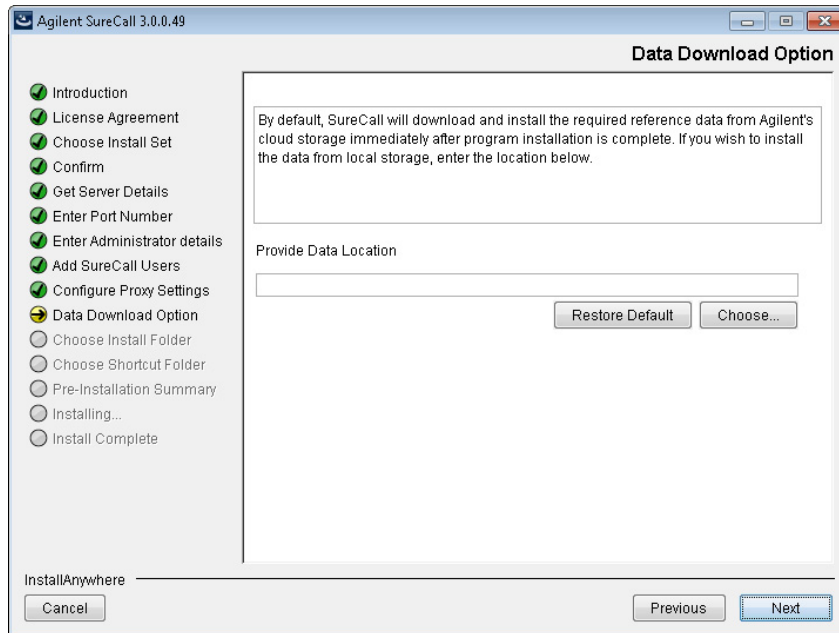 Agilent SureCall 3.0.0.49
Data Download Option
Introduction
License Agreement
Choose Install Set
Confirm
Get Server Details
Enter Port Number
Enter Administrator details
Add SureCall Users
Configure Proxy Settings
Data Download Option
Choose Install Folder
Choose Shortcut Folder
Pre-Installation Summary
Installing...
Install Complete
By default, SureCall will download and install the required reference data from Agilent's
cloud storage immediately after program installation is complete. If you wish to install
the data from local storage, enter the location below.
Provide Data Location
Restore Default
Choose...
InstallAnywhere
Cancel
Previous
Next